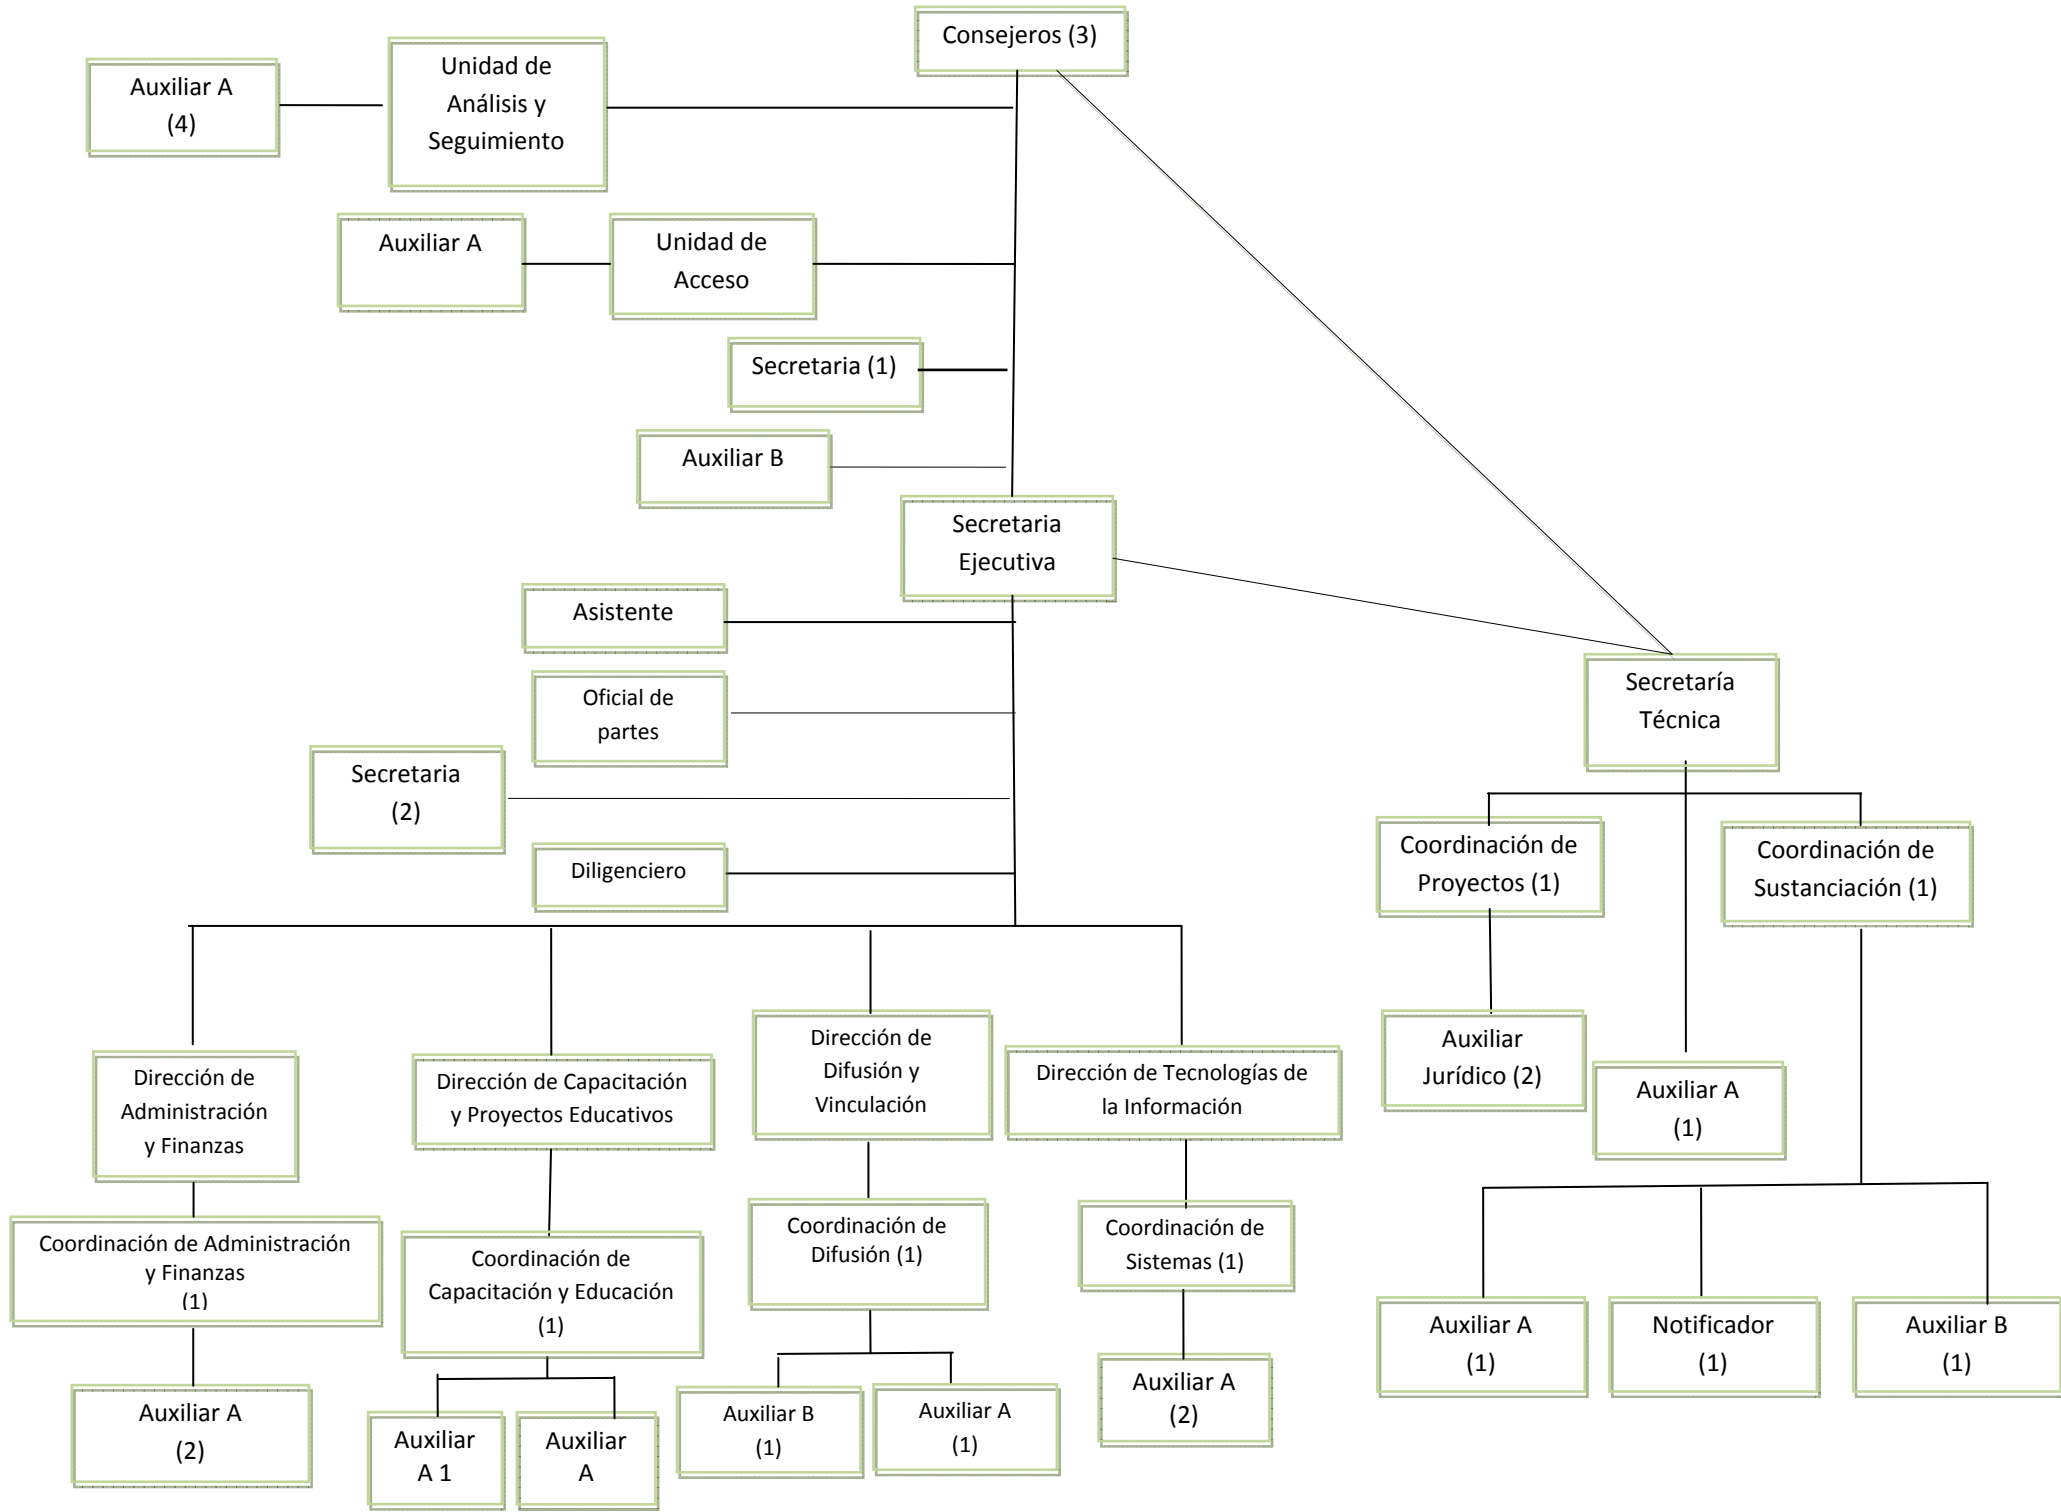 Consejeros (3)
Unidad de
Análisis y
Seguimiento
Auxiliar A
(4)
Auxiliar A
Unidad de
Acceso
Secretaria (1)
Auxiliar B
Secretaria
Ejecutiva
Asistente
Oficial de
partes
Secretaria
(2)
Diligenciero
Secretaría
Técnica
Coordinación de
Proyectos (1)
Coordinación de
Sustanciación (1)
Auxiliar
Jurídico (2)
Auxiliar A
(1)
Dirección de
Administración
y Finanzas
Dirección de Capacitación
y Proyectos Educativos
Dirección de
Difusión y
Vinculación
Dirección de Tecnologías de
la Información
Coordinación de Administración
y Finanzas
(1)
Coordinación de
Capacitación y Educación
(1)
Coordinación de
Difusión (1)
Coordinación de
Sistemas (1)
Auxiliar A
(2)
Auxiliar
A 1
Auxiliar
A
Auxiliar B
(1)
Auxiliar A
(1)
Auxiliar A
(2)
Auxiliar A
(1)
Notificador
(1)
Auxiliar B
(1)